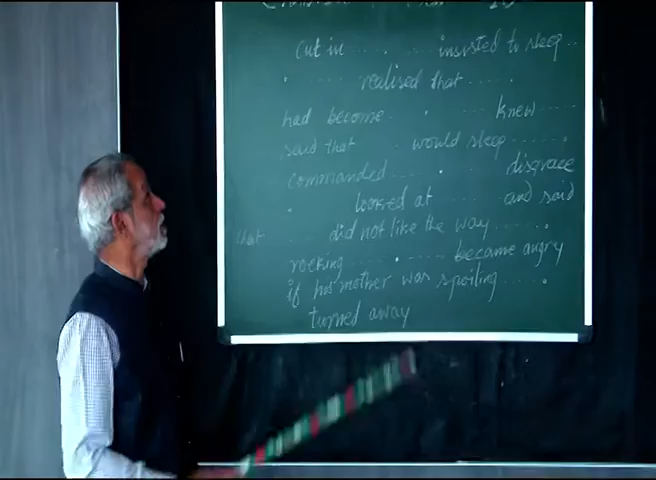 cut in ..... insisted to sleep ..
. ....... realised that ..... .
had become ..... . ..... knew ....
said that ..... would sleep ..... .
commanded ..... . ..... disgrace
. ..... looked at ..... and said
that ..... did not like the way .....
rocking ..... . ..... became angry
if his mother was spoiling ..... .
turned away